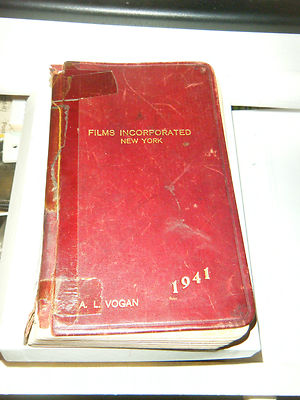 FILMS INCORPORATED
NEW YORK
1941
A. L. VOGAN